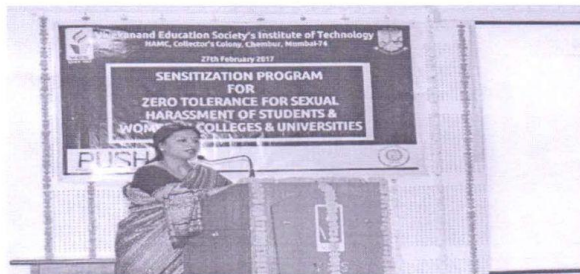 Vivekanand Education Society's Institute of Technology
HAMC, Collector's Colony, Chembur, Mumbai-74
27th February 2017
SENSITIZATION PROGRAM
FOR
ZERO TOLERANCE FOR SEXUAL
HARASSMENT OF STUDENTS &
COLLEGES & UNIVERSITIES
PUSH